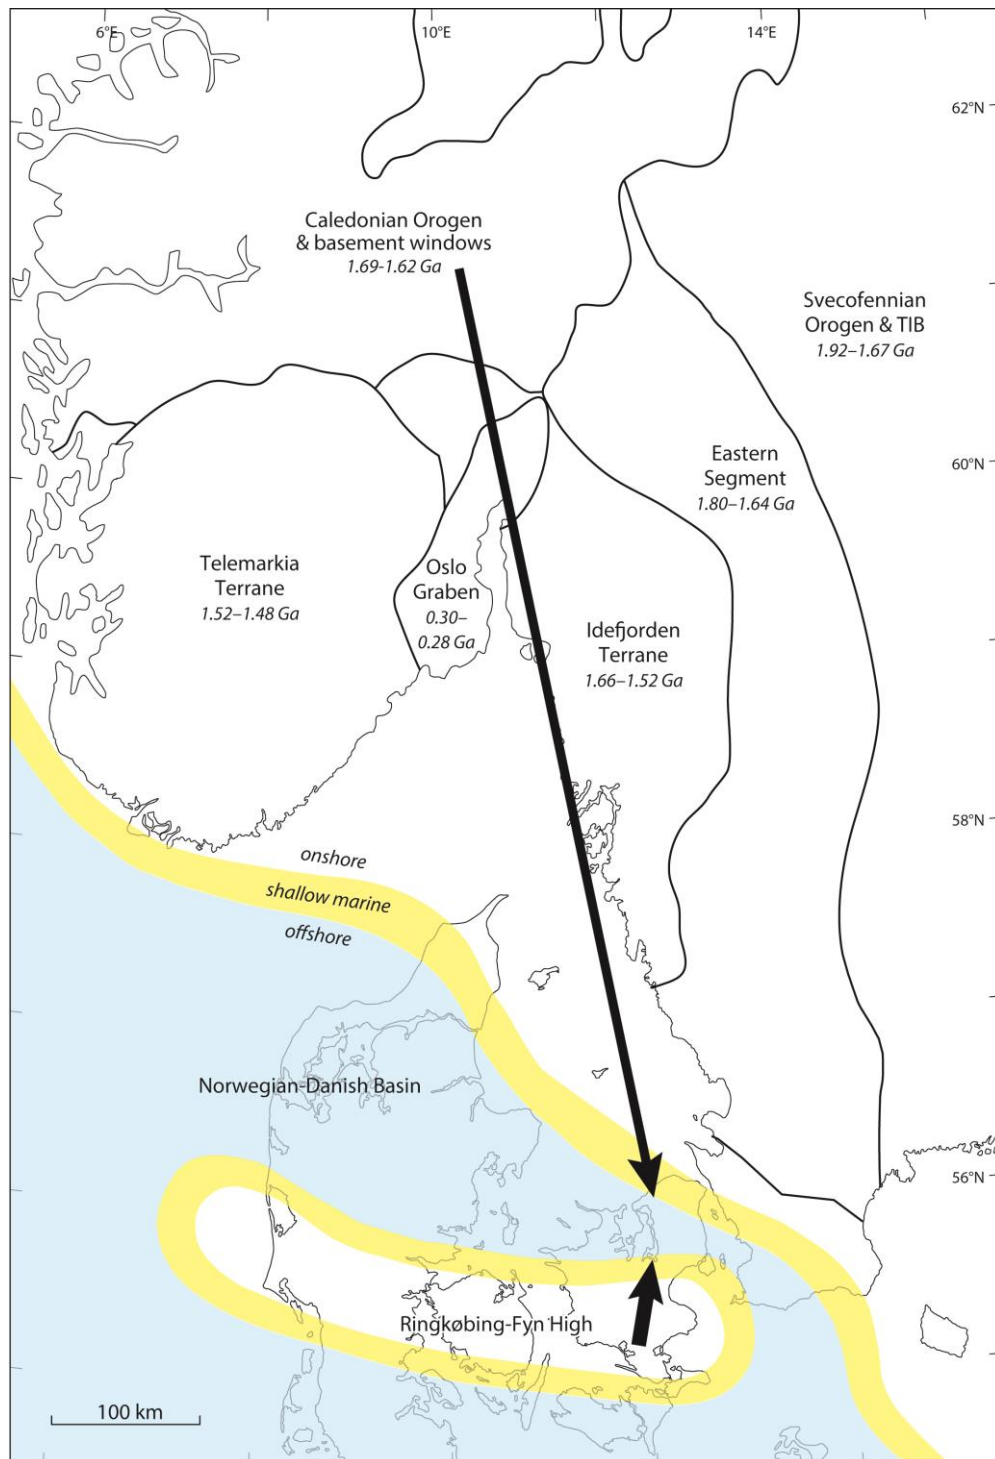 6°E
10°E
14°E
62°N
Caledonian Orogen
& basement windows
1.69-1.62 Ga
Svecofennian
Orogen & TIB
1.92–1.67 Ga
60°N
Eastern
Segment
1.80–1.64 Ga
Telemarkia
Terrane
1.52–1.48 Ga
Oslo
Graben
0.30–
0.28 Ga
Idefjorden
Terrane
1.66–1.52 Ga
58°N
onshore
shallow marine
offshore
Norwegian-Danish Basin
56°N
Ringkøbing-Fyn High
100 km